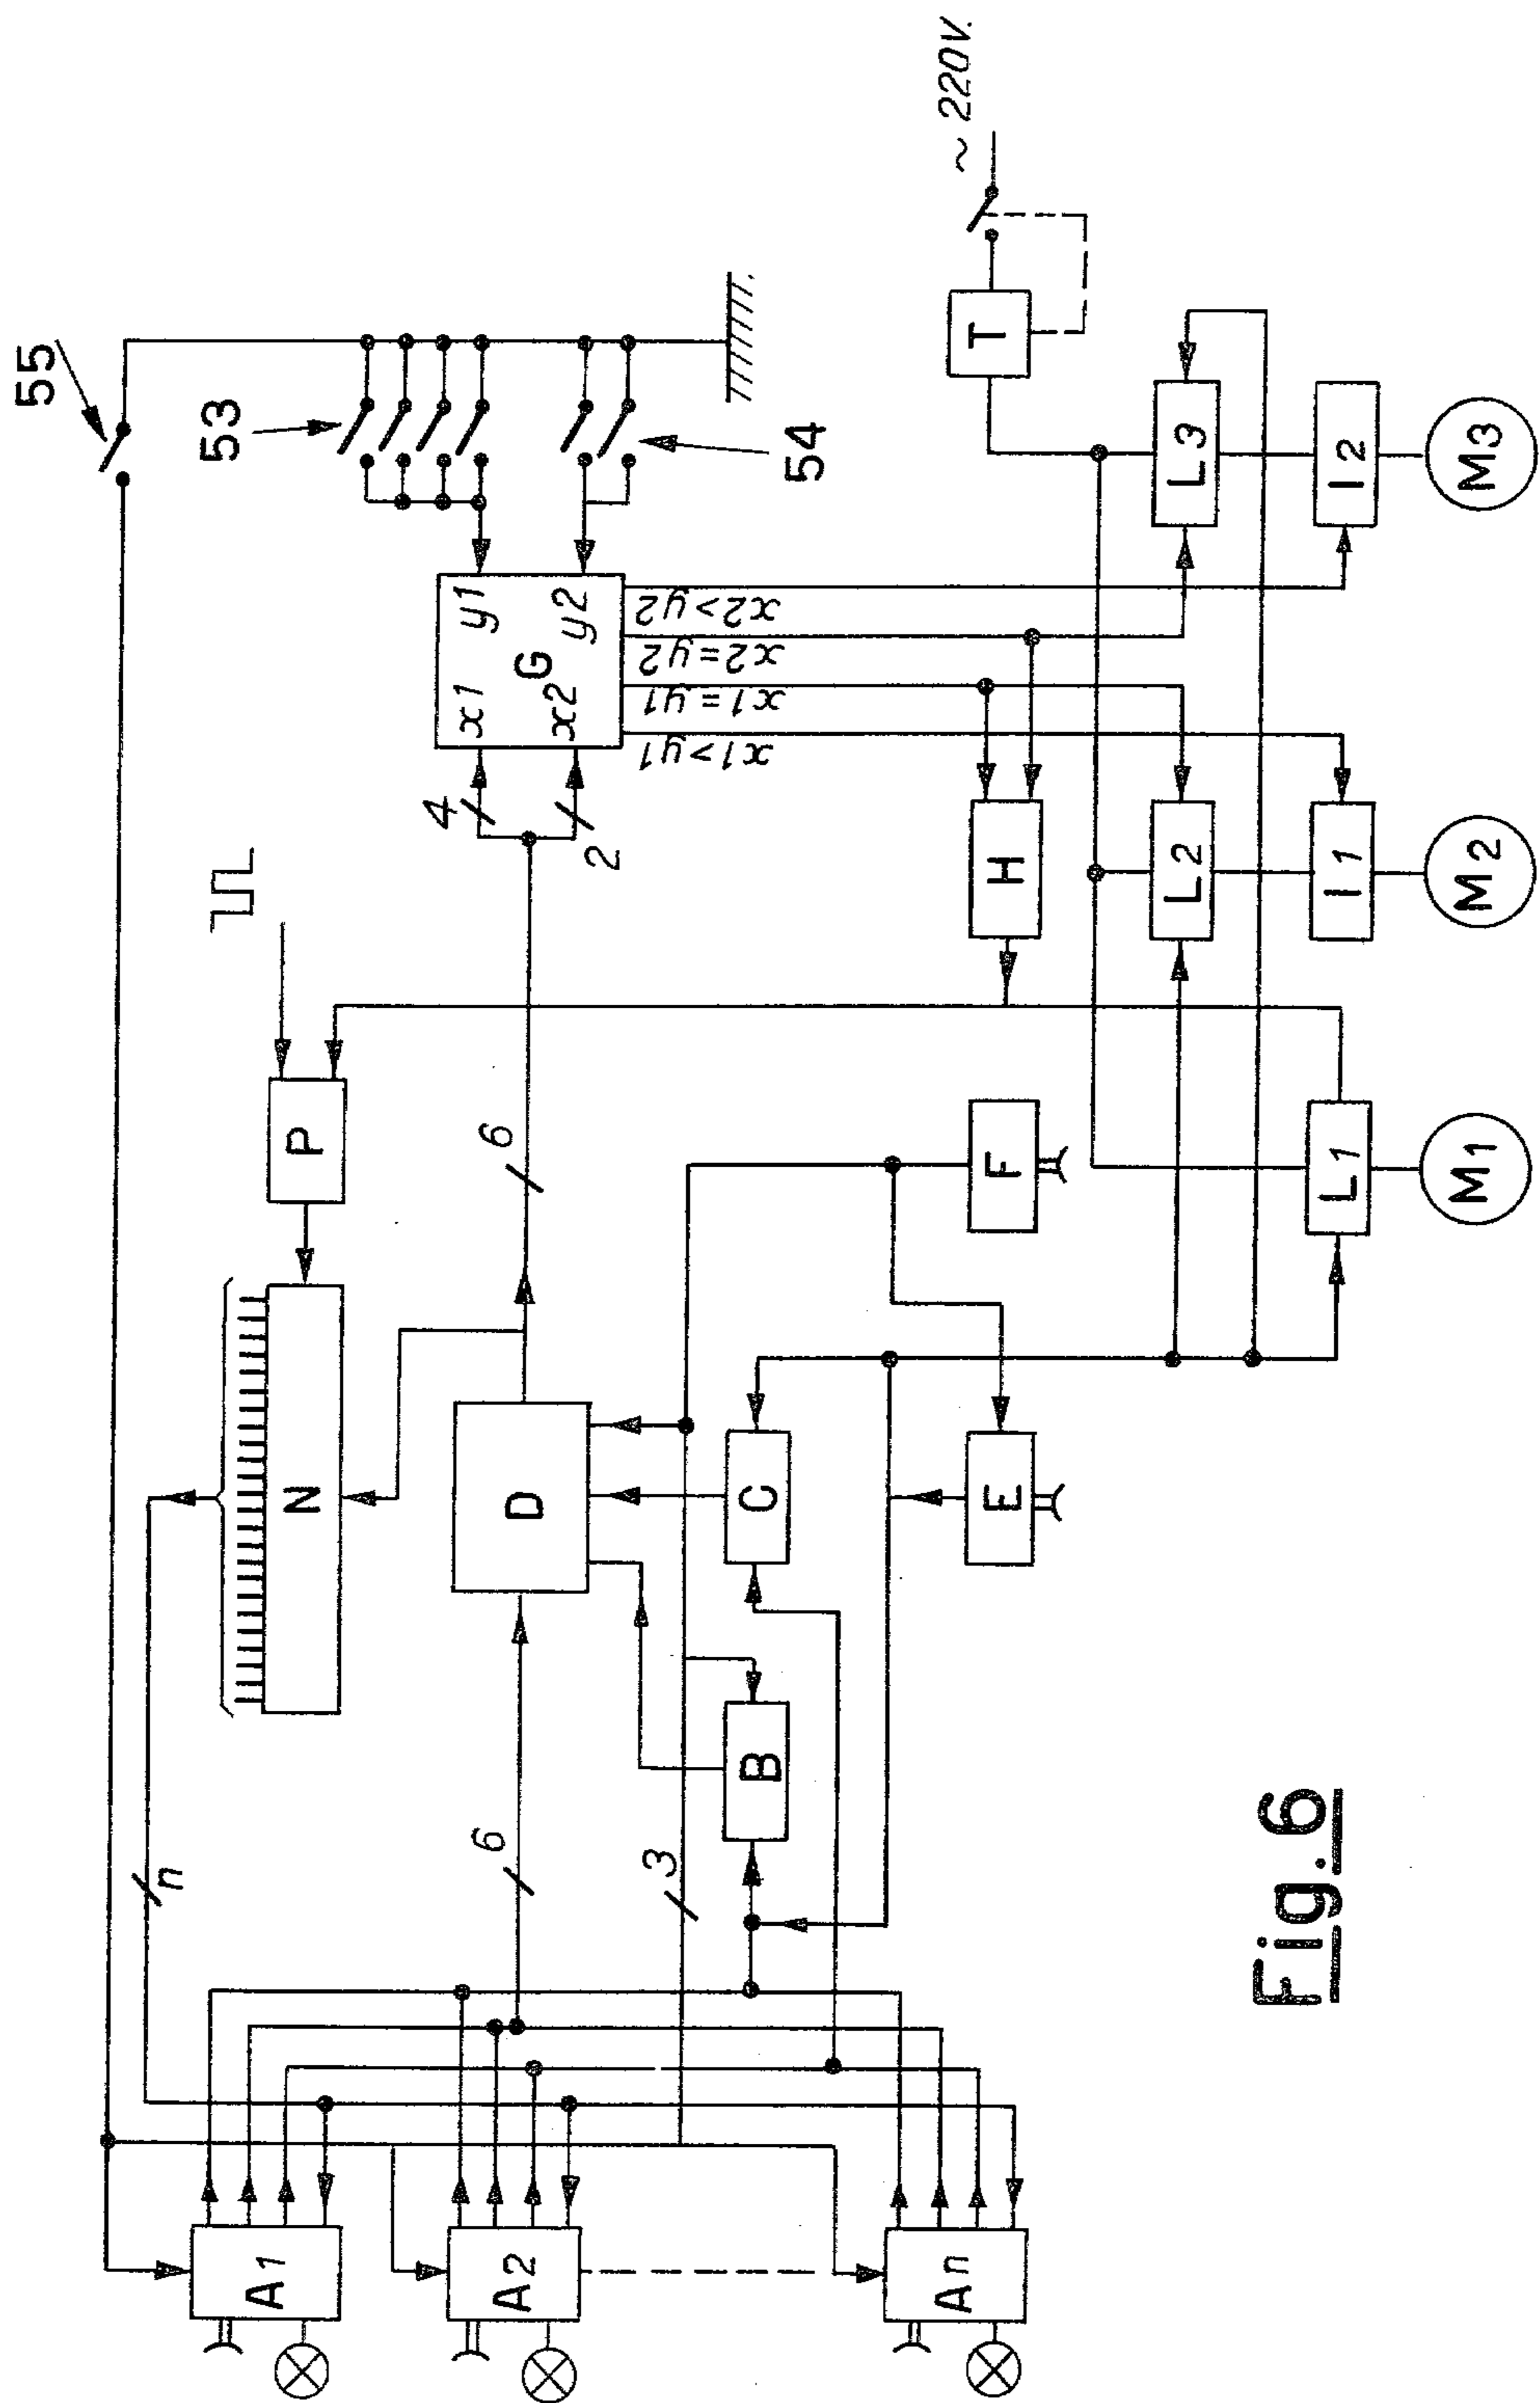 55
53
54
~ 220V.
n
P
N
4
2
x1
y1
G
x2
y2
x1>y1
x1=y1
x2=y2
x2>y2
6
D
6
3
T
H
F
C
E
B
L1
L2
L3
I1
I2
M1
M2
M3
A1
A2
An
Fig.6